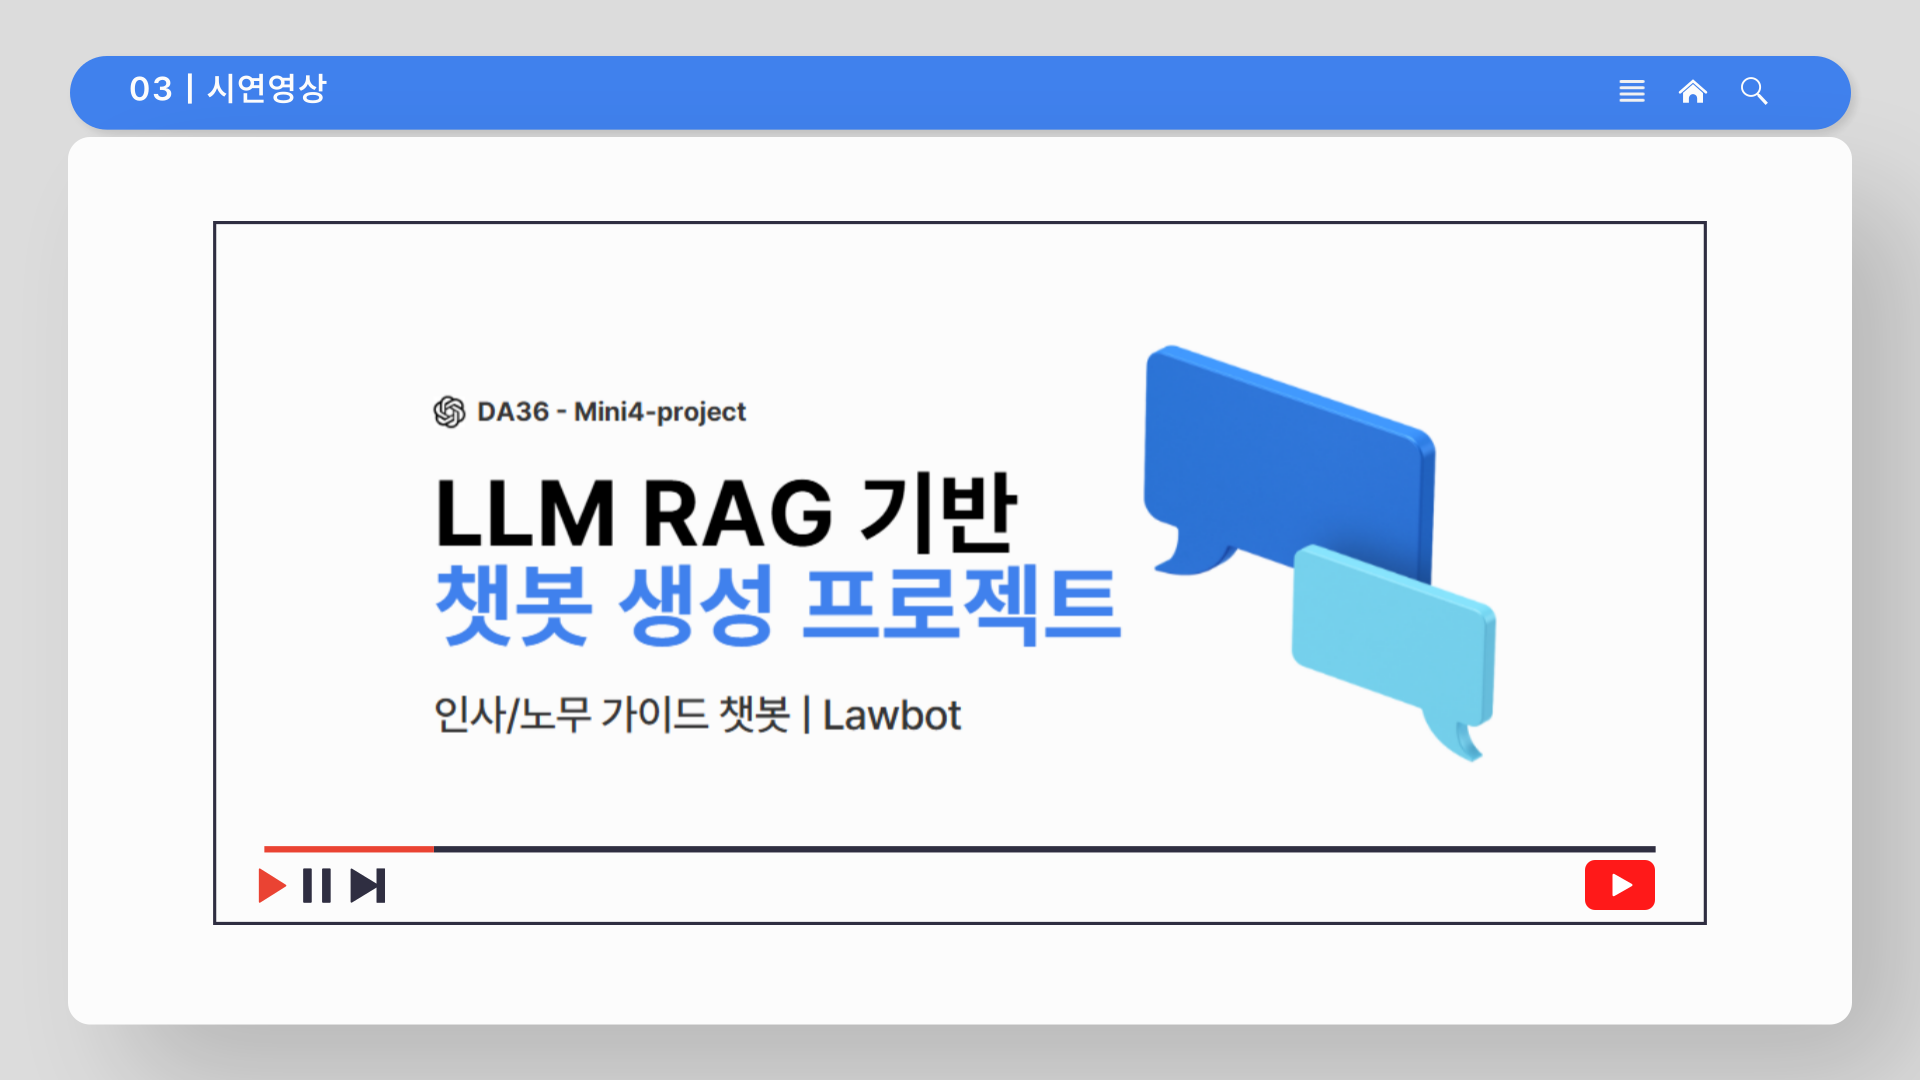 03 | 시연영상
DA36 - Mini4-project
LLM RAG 기반
챗봇 생성 프로젝트
인사/노무 가이드 챗봇 | Lawbot